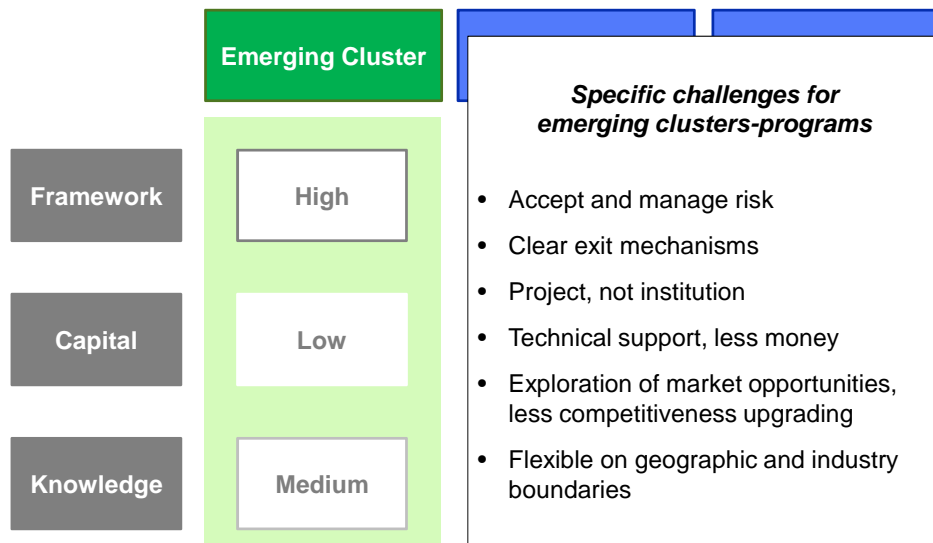 Emerging Cluster
Specific challenges for
emerging clusters-programs
Framework
High
• Accept and manage risk
• Clear exit mechanisms
• Project, not institution
Capital
Low
• Technical support, less money
• Exploration of market opportunities,
less competitiveness upgrading
Knowledge
Medium
• Flexible on geographic and industry
boundaries